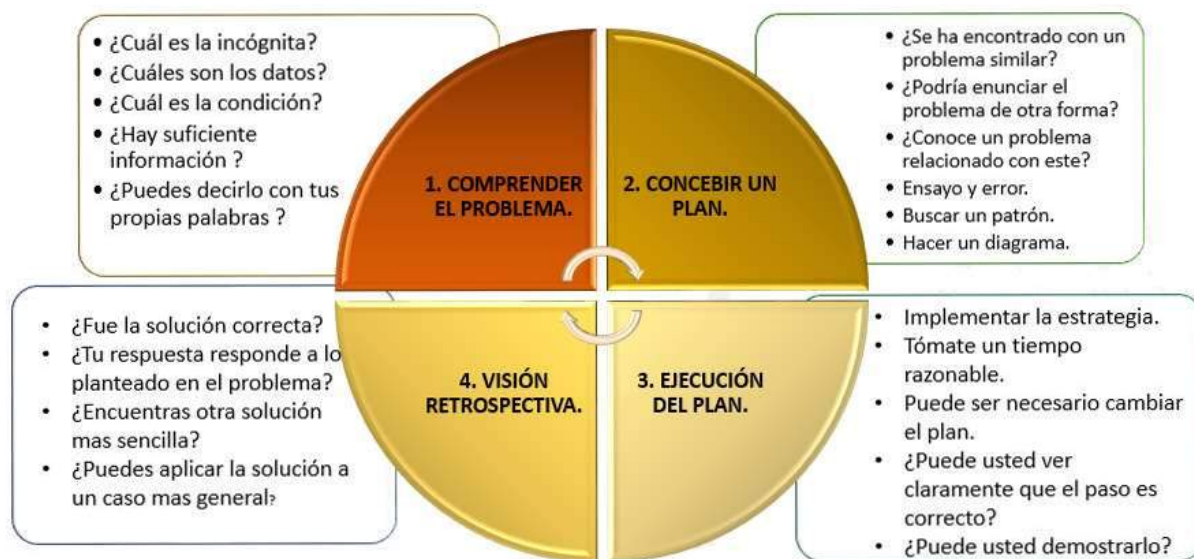 • ¿Cuál es la incógnita?
• ¿Cuáles son los datos?
• ¿Cuál es la condición?
• ¿Hay suficiente
información ?
• ¿Puedes decirlo con tus
propias palabras ?
1. COMPRENDER
EL PROBLEMA.
2. CONCEBIR UN
PLAN.
• ¿Se ha encontrado con un
problema similar?
• ¿Podría enunciar el
problema de otra forma?
• ¿Conoce un problema
relacionado con este?
• Ensayo y error.
• Buscar un patrón.
• Hacer un diagrama.
• ¿Fue la solución correcta?
• ¿Tu respuesta responde a lo
planteado en el problema?
• ¿Encuentras otra solución
mas sencilla?
• ¿Puedes aplicar la solución a
un caso mas general?
4. VISIÓN
RETROSPECTIVA.
3. EJECUCIÓN
DEL PLAN.
• Implementar la estrategia.
• Tómate un tiempo
razonable.
• Puede ser necesario cambiar
el plan.
• ¿Puede usted ver
claramente que el paso es
correcto?
• ¿Puede usted demostrarlo?